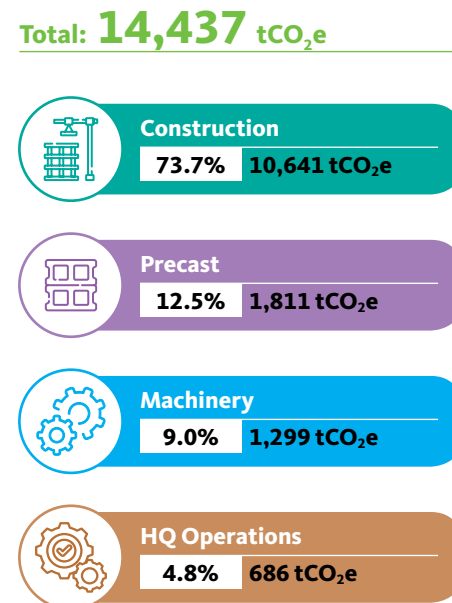 Total: 14,437 tCO₂e
Construction
73.7% 10,641 tCO₂e
Precast
12.5% 1,811 tCO₂e
Machinery
9.0% 1,299 tCO₂e
HQ Operations
4.8% 686 tCO₂e